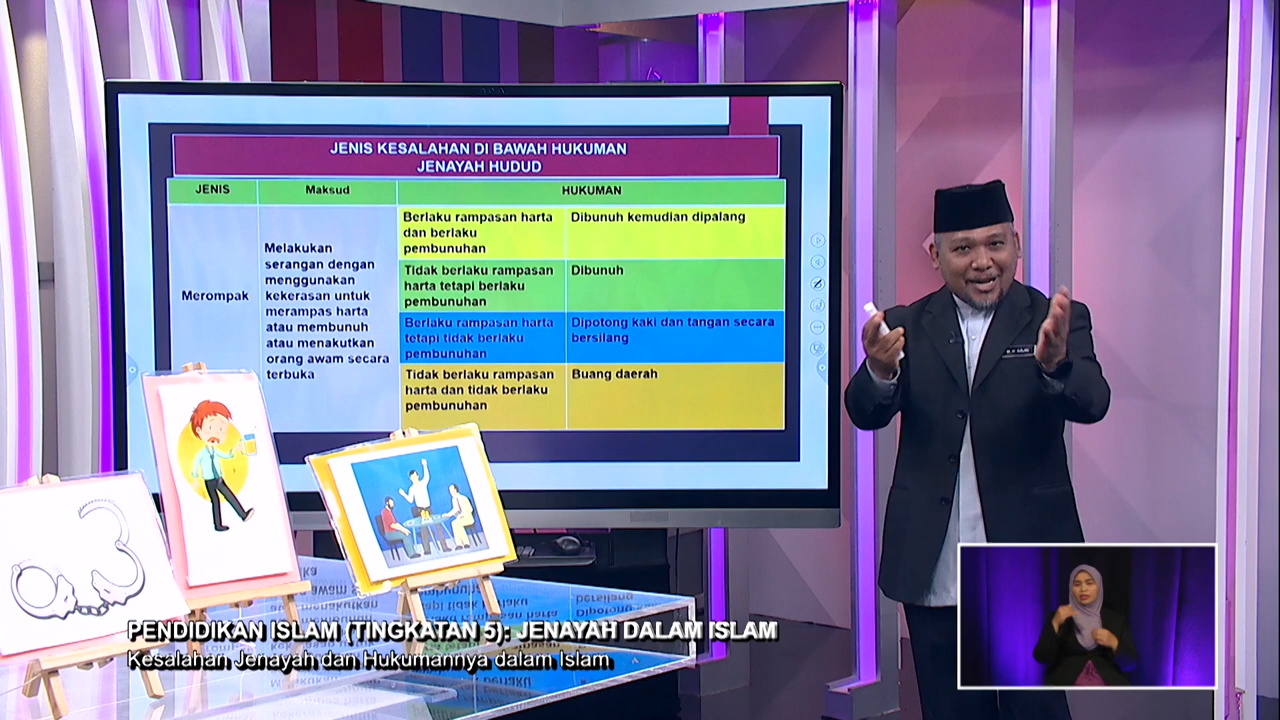 JENIS KESALAHAN DI BAWAH HUKUMAN
JENAYAH HUDUD
JENIS
Maksud
HUKUMAN
Merompak
Melakukan
serangan dengan
menggunakan
kekerasan untuk
merampas harta
atau membunuh
atau menakutkan
orang awam secara
terbuka
Berlaku rampasan harta
dan berlaku
pembunuhan
Dibunuh kemudian dipalang
Tidak berlaku rampasan
harta tetapi berlaku
pembunuhan
Dibunuh
Berlaku rampasan harta
tetapi tidak berlaku
pembunuhan
Dipotong kaki dan tangan secara
bersilang
Tidak berlaku rampasan
harta dan tidak berlaku
pembunuhan
Buang daerah
PENDIDIKAN ISLAM (TINGKATAN 5): JENAYAH DALAM ISLAM
Kesalahan Jenayah dan Hukumannya dalam Islam